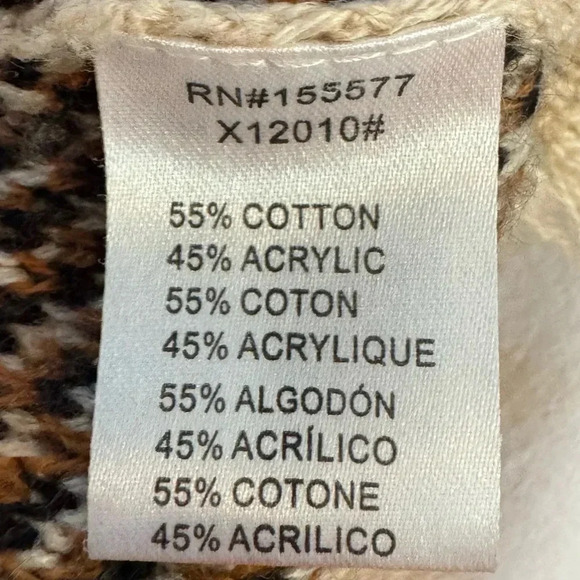 RN#155577
X12010#
55% COTTON
45% ACRYLIC
55% COTON
45% ACRYLIQUE
55% ALGODÓN
45% ACRÍLICO
55% COTONE
45% ACRILICO